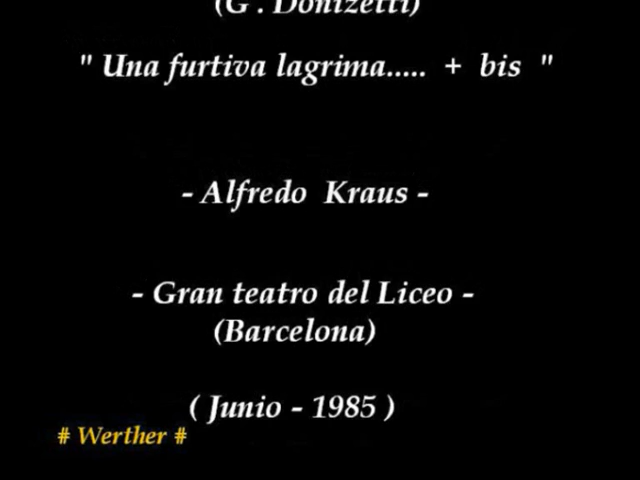 (G . Donizetti)
" Una furtiva lagrima..... + bis "
- Alfredo Kraus -
- Gran teatro del Liceo -
(Barcelona)
( Junio - 1985 )
# Werther #